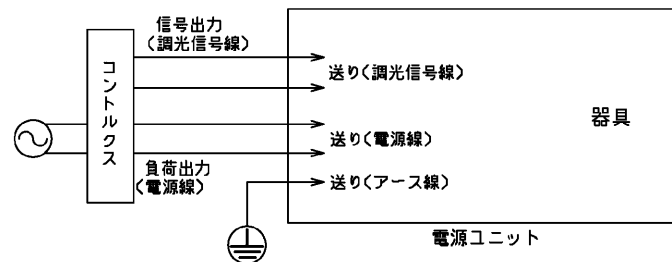 信号出力
(調光信号線)
コントルクス
送り(調光信号線)
器具
送り(電源線)
負荷出力
(電源線)
送り(アース線)
電源ユニット